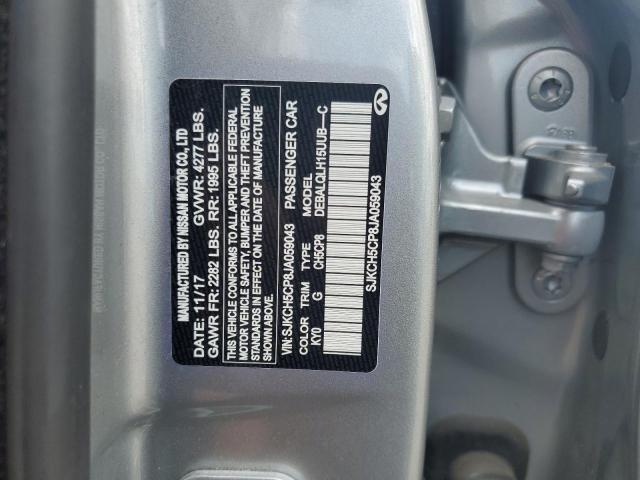 MANUFACTURED BY NISSAN MOTOR CO., LTD
DATE: 11/17 GVWR: 4277 LBS.
GAWR FR: 2282 LBS. RR: 1995 LBS.
THIS VEHICLE CONFORMS TO ALL APPLICABLE FEDERAL
MOTOR VEHICLE SAFETY, BUMPER AND THEFT PREVENTION
STANDARDS IN EFFECT ON THE DATE OF MANUFACTURE
SHOWN ABOVE.
VIN:SJKCH5CP8JA059043 PASSENGER CAR
COLOR TRIM TYPE MODEL
KY0 G CH5CP8 DEBALQLH15UUB-C
SJKCH5CP8JA059043